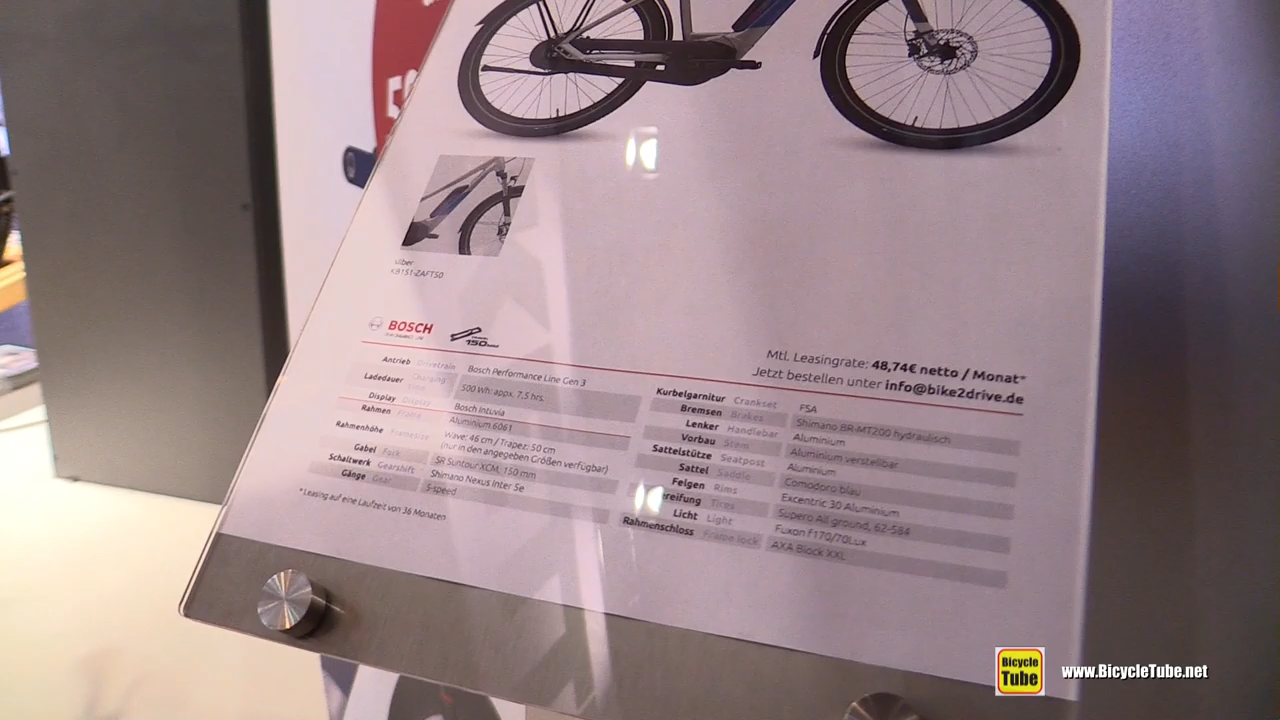 silber
KB151-ZAFT50
BOSCH
150MM
Mtl. Leasingrate: 48,74€ netto / Monat*
Jetzt bestellen unter info@bike2drive.de
Antrieb Drivetrain Bosch Performance Line Gen 3
Ladedauer Charging time 500 Wh: appx. 7,5 hrs.
Display Display Bosch Intuvia
Rahmen Frame Aluminium 6061
Rahmenhöhe Framesize Wave: 46 cm / Trapez: 50 cm
(nur in den angegeben Größen verfügbar)
Gabel Fork SR Suntour XCM, 150 mm
Schaltwerk Gearshift Shimano Nexus Inter 5e
Gänge Gear 5-speed
* Leasing auf eine Laufzeit von 36 Monaten
Kurbelgarnitur Crankset FSA
Bremsen Brakes Shimano BR-MT200 hydraulisch
Lenker Handlebar Aluminium
Vorbau Stem Aluminium verstellbar
Sattelstütze Seatpost Aluminium
Sattel Saddle Comodoro blau
Felgen Rims Excentric 30 Aluminium
ereifung Tires Supero All ground, 62-584
Licht Light Fuxon f170/70Lux
Rahmenschloss Frame lock AXA Block XXL
Bicycle
Tube
www.BicycleTube.net